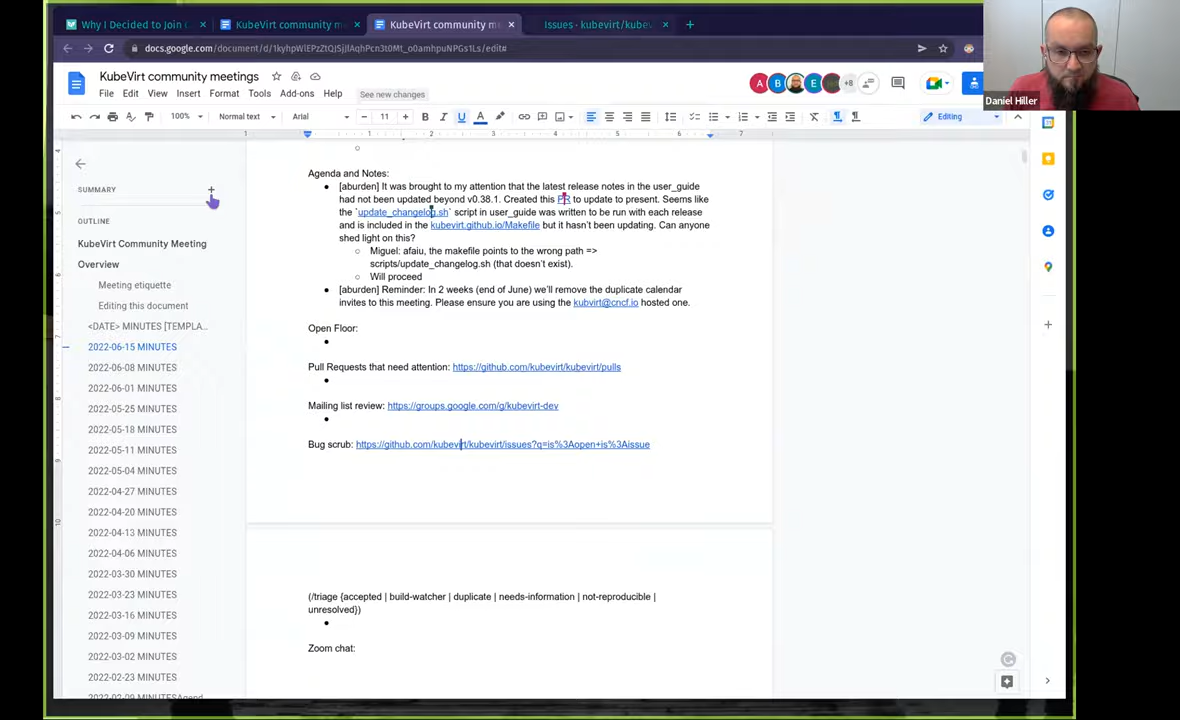 Why I Decided to Join
KubeVirt community m
KubeVirt community m
Issues · kubevirt/kube
docs.google.com/document/d/1kyhpWlEPzZtQJSjJlAqhPcn3t0Mt_o0amhpuNPGs1Ls/edit#
Daniel Hiller
KubeVirt community meetings
A B E +8
File Edit View Insert Format Tools Add-ons Help See new changes
100% Normal text Arial 11 B I U A Editing
1 2 3 4 5 6 7
SUMMARY
OUTLINE
KubeVirt Community Meeting
Overview
Meeting etiquette
Editing this document
<DATE> MINUTES [TEMPLA...
2022-06-15 MINUTES
2022-06-08 MINUTES
2022-06-01 MINUTES
2022-05-25 MINUTES
2022-05-18 MINUTES
2022-05-11 MINUTES
2022-05-04 MINUTES
2022-04-27 MINUTES
2022-04-20 MINUTES
2022-04-13 MINUTES
2022-04-06 MINUTES
2022-03-30 MINUTES
2022-03-23 MINUTES
2022-03-16 MINUTES
2022-03-09 MINUTES
2022-03-02 MINUTES
2022-02-23 MINUTES
2022-02-09 MINUTESAgend
Agenda and Notes:
[aburden] It was brought to my attention that the latest release notes in the user_guide
had not been updated beyond v0.38.1. Created this PR to update to present. Seems like
the `update_changelog.sh` script in user_guide was written to be run with each release
and is included in the kubevirt.github.io/Makefile but it hasn't been updating. Can anyone
shed light on this?
Miguel: afaiu, the makefile points to the wrong path =>
scripts/update_changelog.sh (that doesn't exist).
Will proceed
[aburden] Reminder: In 2 weeks (end of June) we'll remove the duplicate calendar
invites to this meeting. Please ensure you are using the kubvirt@cncf.io hosted one.
Open Floor:
Pull Requests that need attention: https://github.com/kubevirt/kubevirt/pulls
Mailing list review: https://groups.google.com/g/kubevirt-dev
Bug scrub: https://github.com/kubevirt/kubevirt/issues?q=is%3Aopen+is%3Aissue
(/triage {accepted | build-watcher | duplicate | needs-information | not-reproducible |
unresolved})
Zoom chat: